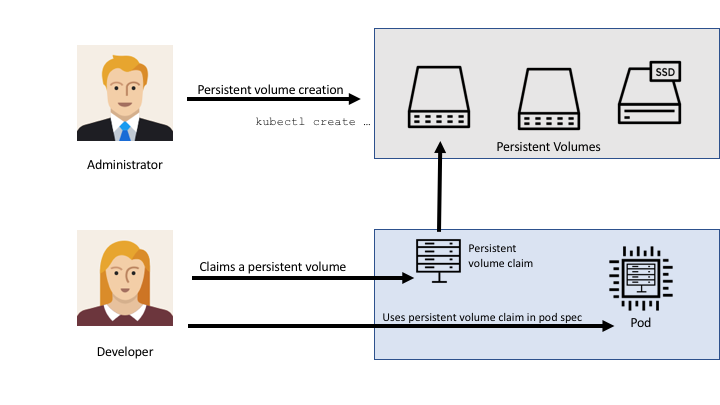 Persistent volume creation
kubectl create …
SSD
Persistent Volumes
Administrator
Claims a persistent volume
Persistent
volume claim
Uses persistent volume claim in pod spec
Pod
Developer